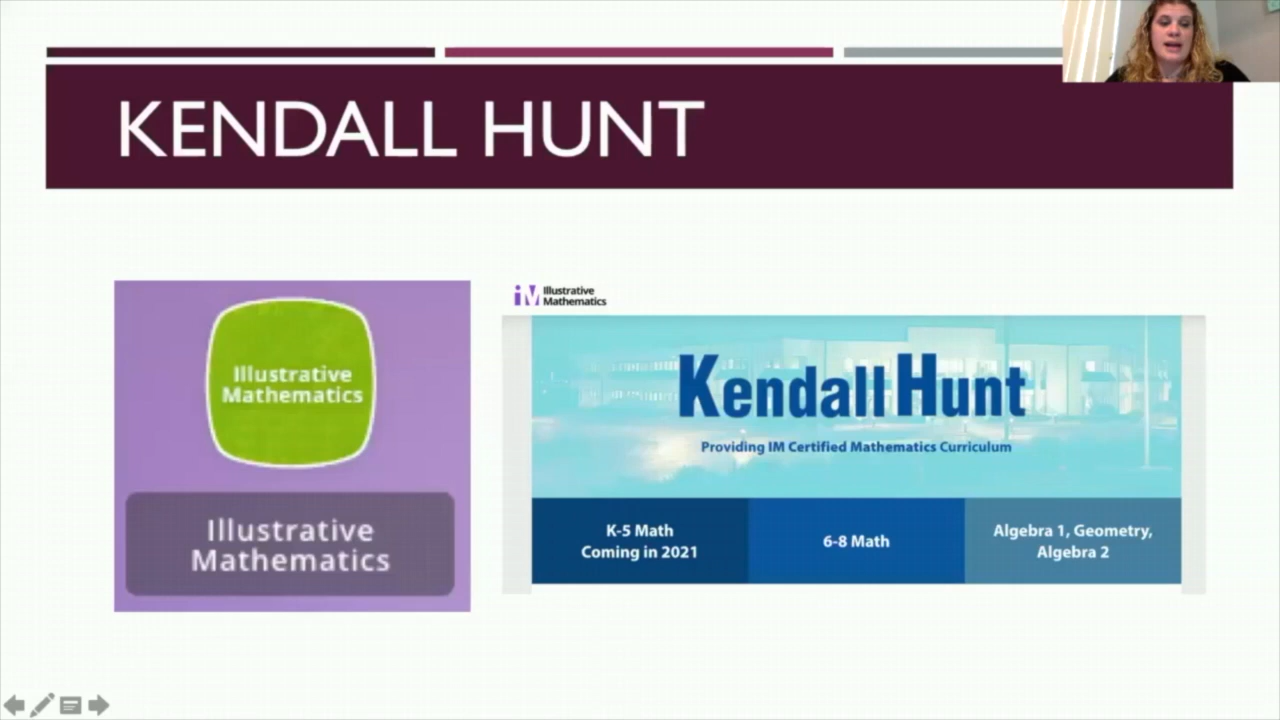 KENDALL HUNT
Illustrative
Mathematics
Illustrative
Mathematics
iM Illustrative
Mathematics
KendallHunt
Providing IM Certified Mathematics Curriculum
K-5 Math
Coming in 2021
6-8 Math
Algebra 1, Geometry,
Algebra 2